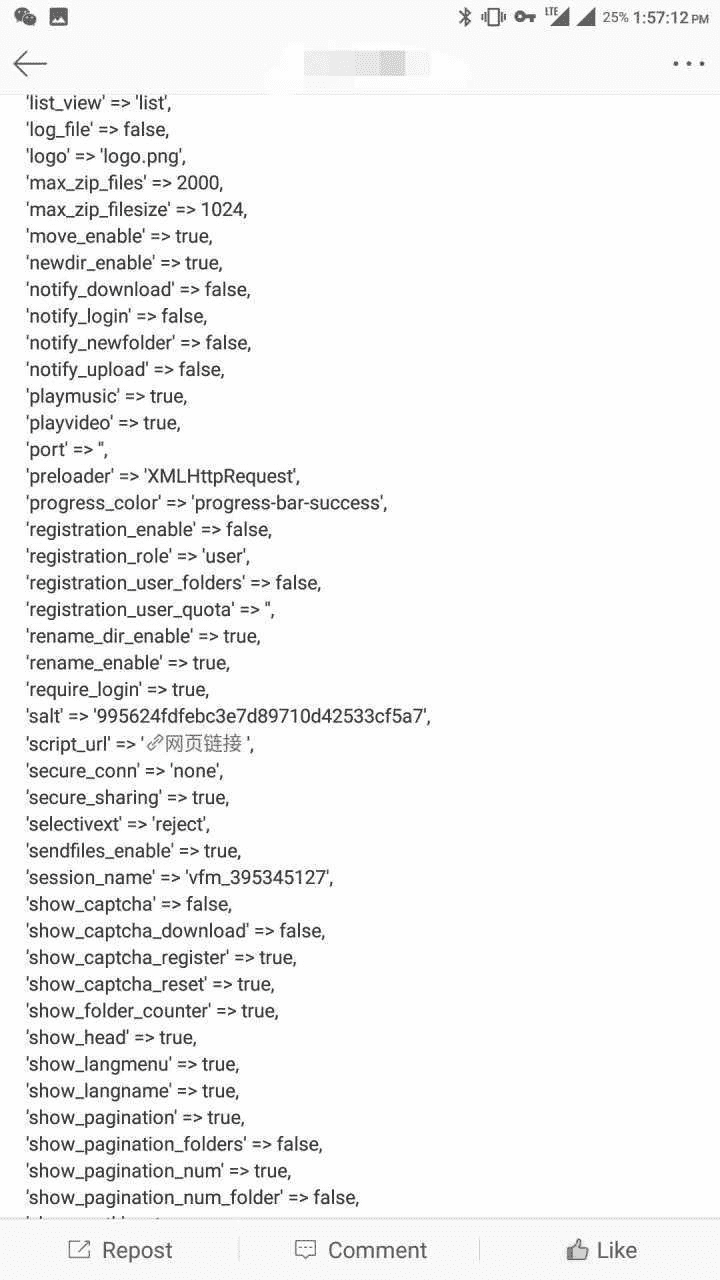 LTE 25% 1:57:12 PM
'list_view' => 'list',
'log_file' => false,
'logo' => 'logo.png',
'max_zip_files' => 2000,
'max_zip_filesize' => 1024,
'move_enable' => true,
'newdir_enable' => true,
'notify_download' => false,
'notify_login' => false,
'notify_newfolder' => false,
'notify_upload' => false,
'playmusic' => true,
'playvideo' => true,
'port' => '',
'preloader' => 'XMLHttpRequest',
'progress_color' => 'progress-bar-success',
'registration_enable' => false,
'registration_role' => 'user',
'registration_user_folders' => false,
'registration_user_quota' => '',
'rename_dir_enable' => true,
'rename_enable' => true,
'require_login' => true,
'salt' => '995624fdfebc3e7d89710d42533cf5a7',
'script_url' => '网页链接 ',
'secure_conn' => 'none',
'secure_sharing' => true,
'selectivext' => 'reject',
'sendfiles_enable' => true,
'session_name' => 'vfm_395345127',
'show_captcha' => false,
'show_captcha_download' => false,
'show_captcha_register' => true,
'show_captcha_reset' => true,
'show_folder_counter' => true,
'show_head' => true,
'show_langmenu' => true,
'show_langname' => true,
'show_pagination' => true,
'show_pagination_folders' => false,
'show_pagination_num' => true,
'show_pagination_num_folder' => false,
Repost Comment Like